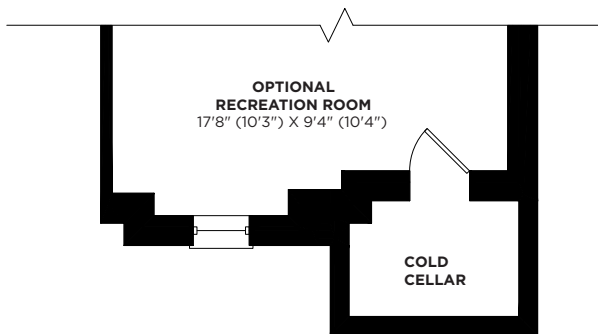 OPTIONAL
RECREATION ROOM
17'8" (10'3") X 9'4" (10'4")
COLD
CELLAR